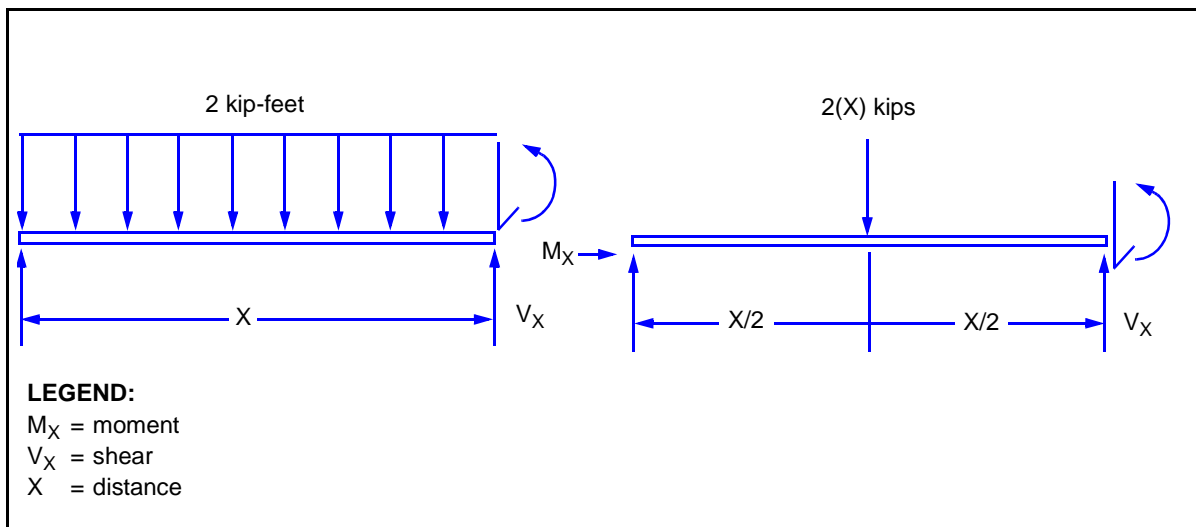 2 kip-feet
2(X) kips
M_X
X
V_X
X/2
X/2
V_X
LEGEND:
M_X = moment
V_X = shear
X = distance